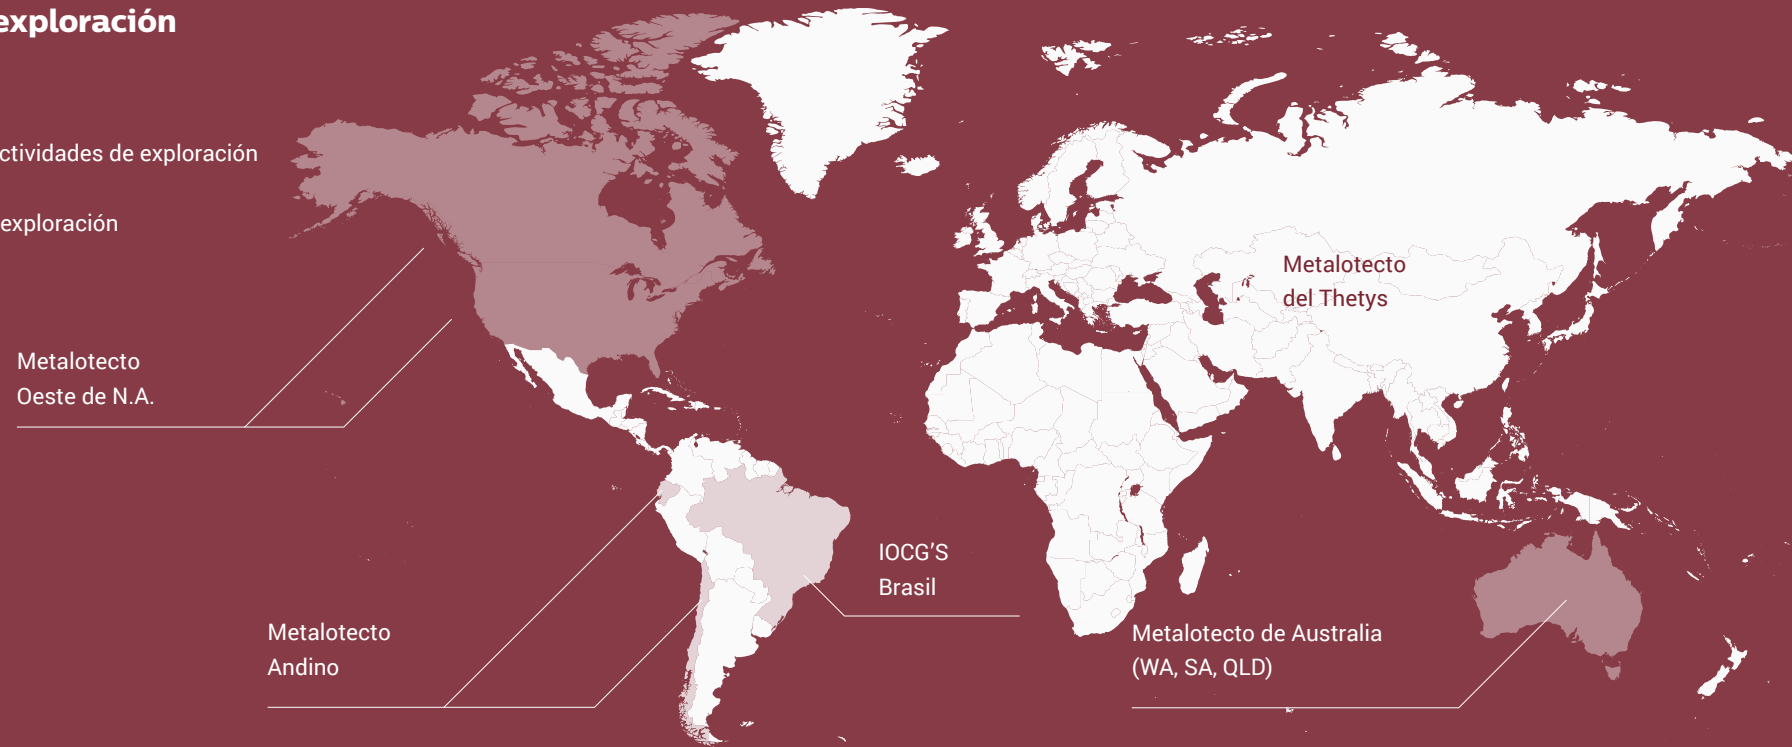 exploración
ctividades de exploración
exploración
Metalotecto
del Thetys
Metalotecto
Oeste de N.A.
IOCG'S
Brasil
Metalotecto
Andino
Metalotecto de Australia
(WA, SA, QLD)